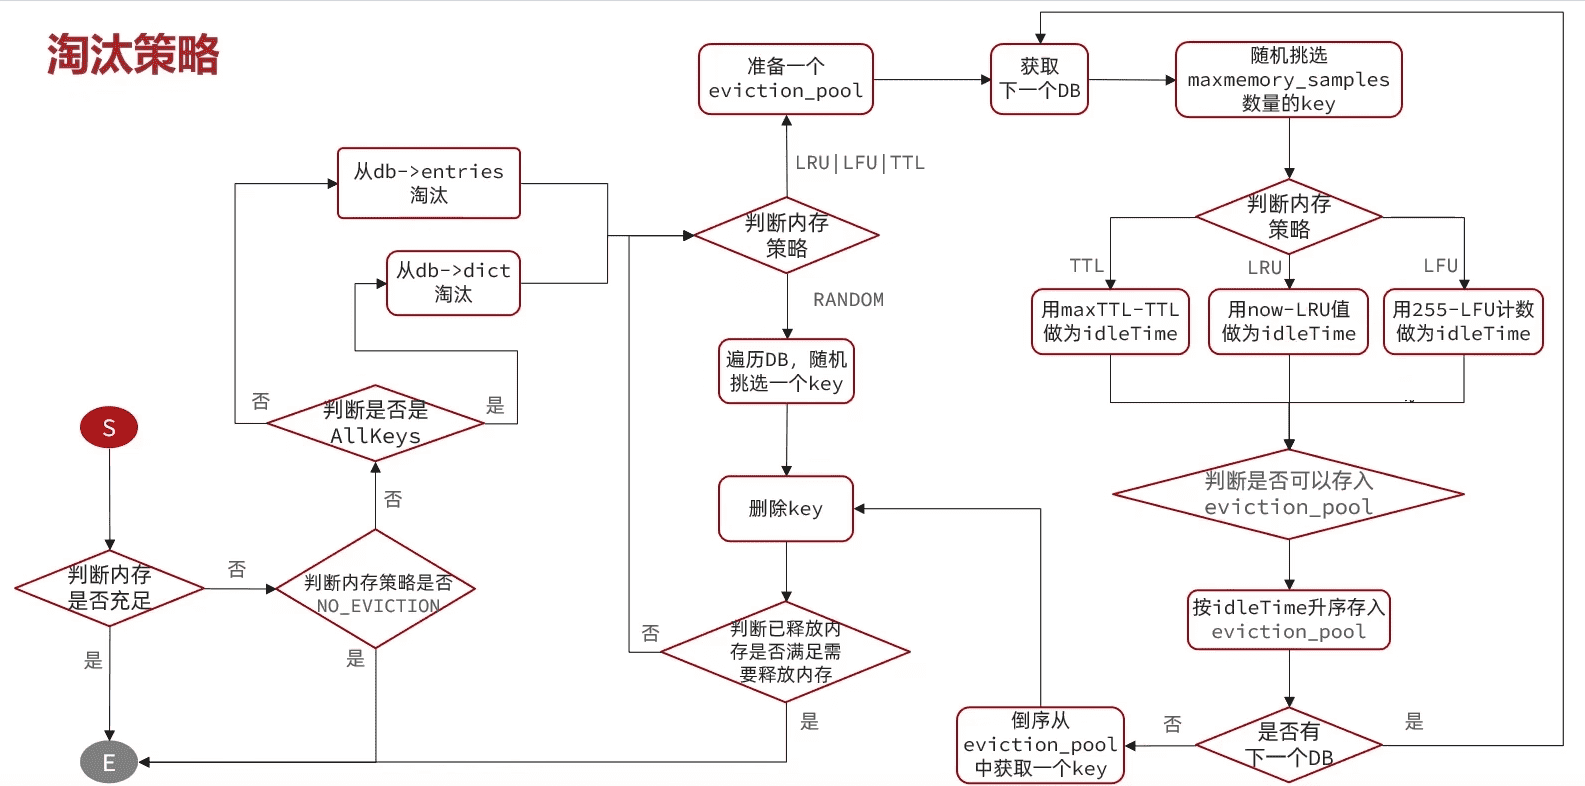 淘汰策略
S
判断内存
是否充足
是
否
E
判断内存策略是否
NO_EVICTION
否
是
判断是否是
AllKeys
否
是
从db->entries
淘汰
从db->dict
淘汰
判断内存
策略
LRU|LFU|TTL
RANDOM
准备一个
eviction_pool
获取
下一个DB
随机挑选
maxmemory_samples
数量的key
判断内存
策略
TTL
LRU
LFU
用maxTTL-TTL
做为idleTime
用now-LRU值
做为idleTime
用255-LFU计数
做为idleTime
判断是否可以存入
eviction_pool
按idleTime升序存入
eviction_pool
是否有
下一个DB
否
是
倒序从
eviction_pool
中获取一个key
遍历DB，随机
挑选一个key
删除key
判断已释放内
存是否满足需
要释放内存
否
是